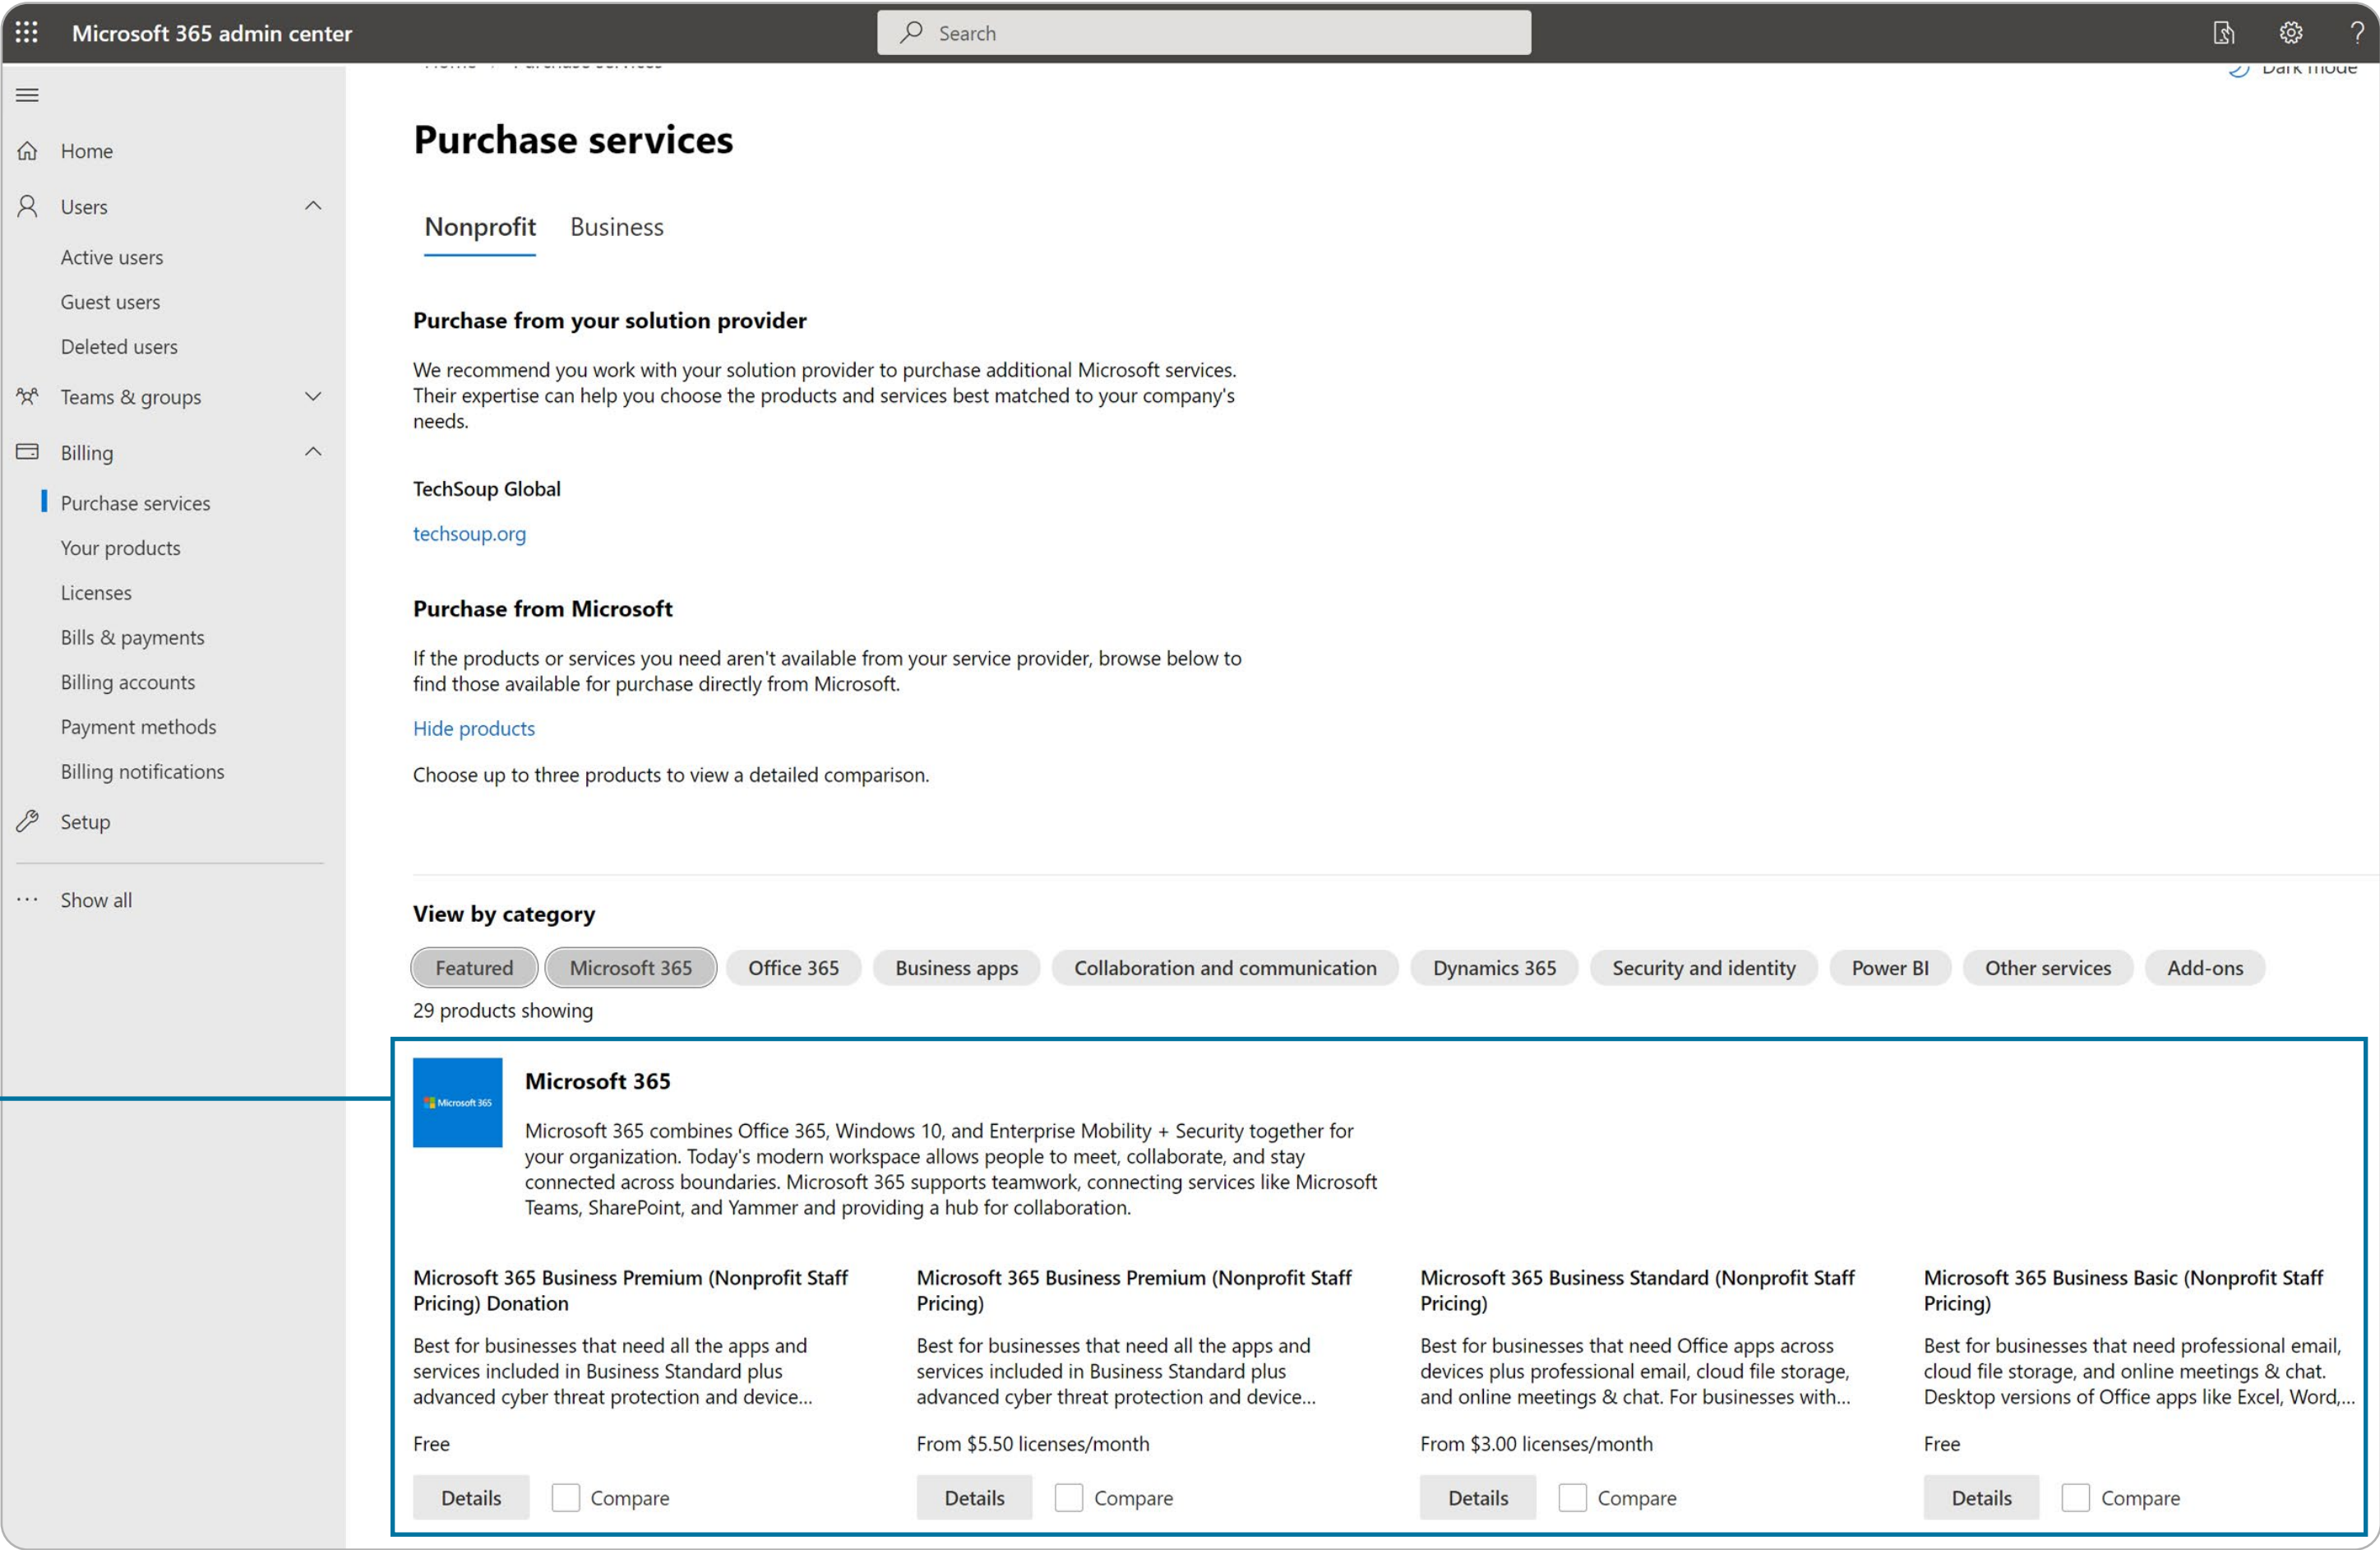 Microsoft 365 admin center
Search
Home > Purchase services
Dark mode
Home
Users
Active users
Guest users
Deleted users
Teams & groups
Billing
Purchase services
Your products
Licenses
Bills & payments
Billing accounts
Payment methods
Billing notifications
Setup
Show all
Purchase services
Nonprofit Business
Purchase from your solution provider
We recommend you work with your solution provider to purchase additional Microsoft services.
Their expertise can help you choose the products and services best matched to your company's
needs.
TechSoup Global
techsoup.org
Purchase from Microsoft
If the products or services you need aren't available from your service provider, browse below to
find those available for purchase directly from Microsoft.
Hide products
Choose up to three products to view a detailed comparison.
View by category
Featured Microsoft 365 Office 365 Business apps Collaboration and communication Dynamics 365 Security and identity Power BI Other services Add-ons
29 products showing
Microsoft 365
Microsoft 365
Microsoft 365 combines Office 365, Windows 10, and Enterprise Mobility + Security together for
your organization. Today's modern workspace allows people to meet, collaborate, and stay
connected across boundaries. Microsoft 365 supports teamwork, connecting services like Microsoft
Teams, SharePoint, and Yammer and providing a hub for collaboration.
Microsoft 365 Business Premium (Nonprofit Staff
Pricing) Donation
Best for businesses that need all the apps and
services included in Business Standard plus
advanced cyber threat protection and device...
Free
Details Compare
Microsoft 365 Business Premium (Nonprofit Staff
Pricing)
Best for businesses that need all the apps and
services included in Business Standard plus
advanced cyber threat protection and device...
From $5.50 licenses/month
Details Compare
Microsoft 365 Business Standard (Nonprofit Staff
Pricing)
Best for businesses that need Office apps across
devices plus professional email, cloud file storage,
and online meetings & chat. For businesses with...
From $3.00 licenses/month
Details Compare
Microsoft 365 Business Basic (Nonprofit Staff
Pricing)
Best for businesses that need professional email,
cloud file storage, and online meetings & chat.
Desktop versions of Office apps like Excel, Word,...
Free
Details Compare